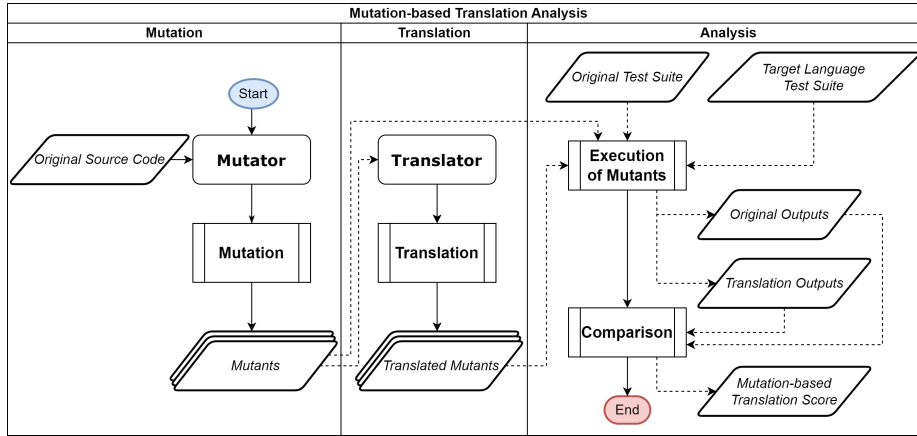 Mutation-based Translation Analysis
Mutation
Translation
Analysis
Start
Original Source Code
Mutator
Mutation
Mutants
Translator
Translation
Translated Mutants
Original Test Suite
Target Language
Test Suite
Execution
of Mutants
Original Outputs
Translation Outputs
Comparison
Mutation-based
Translation Score
End